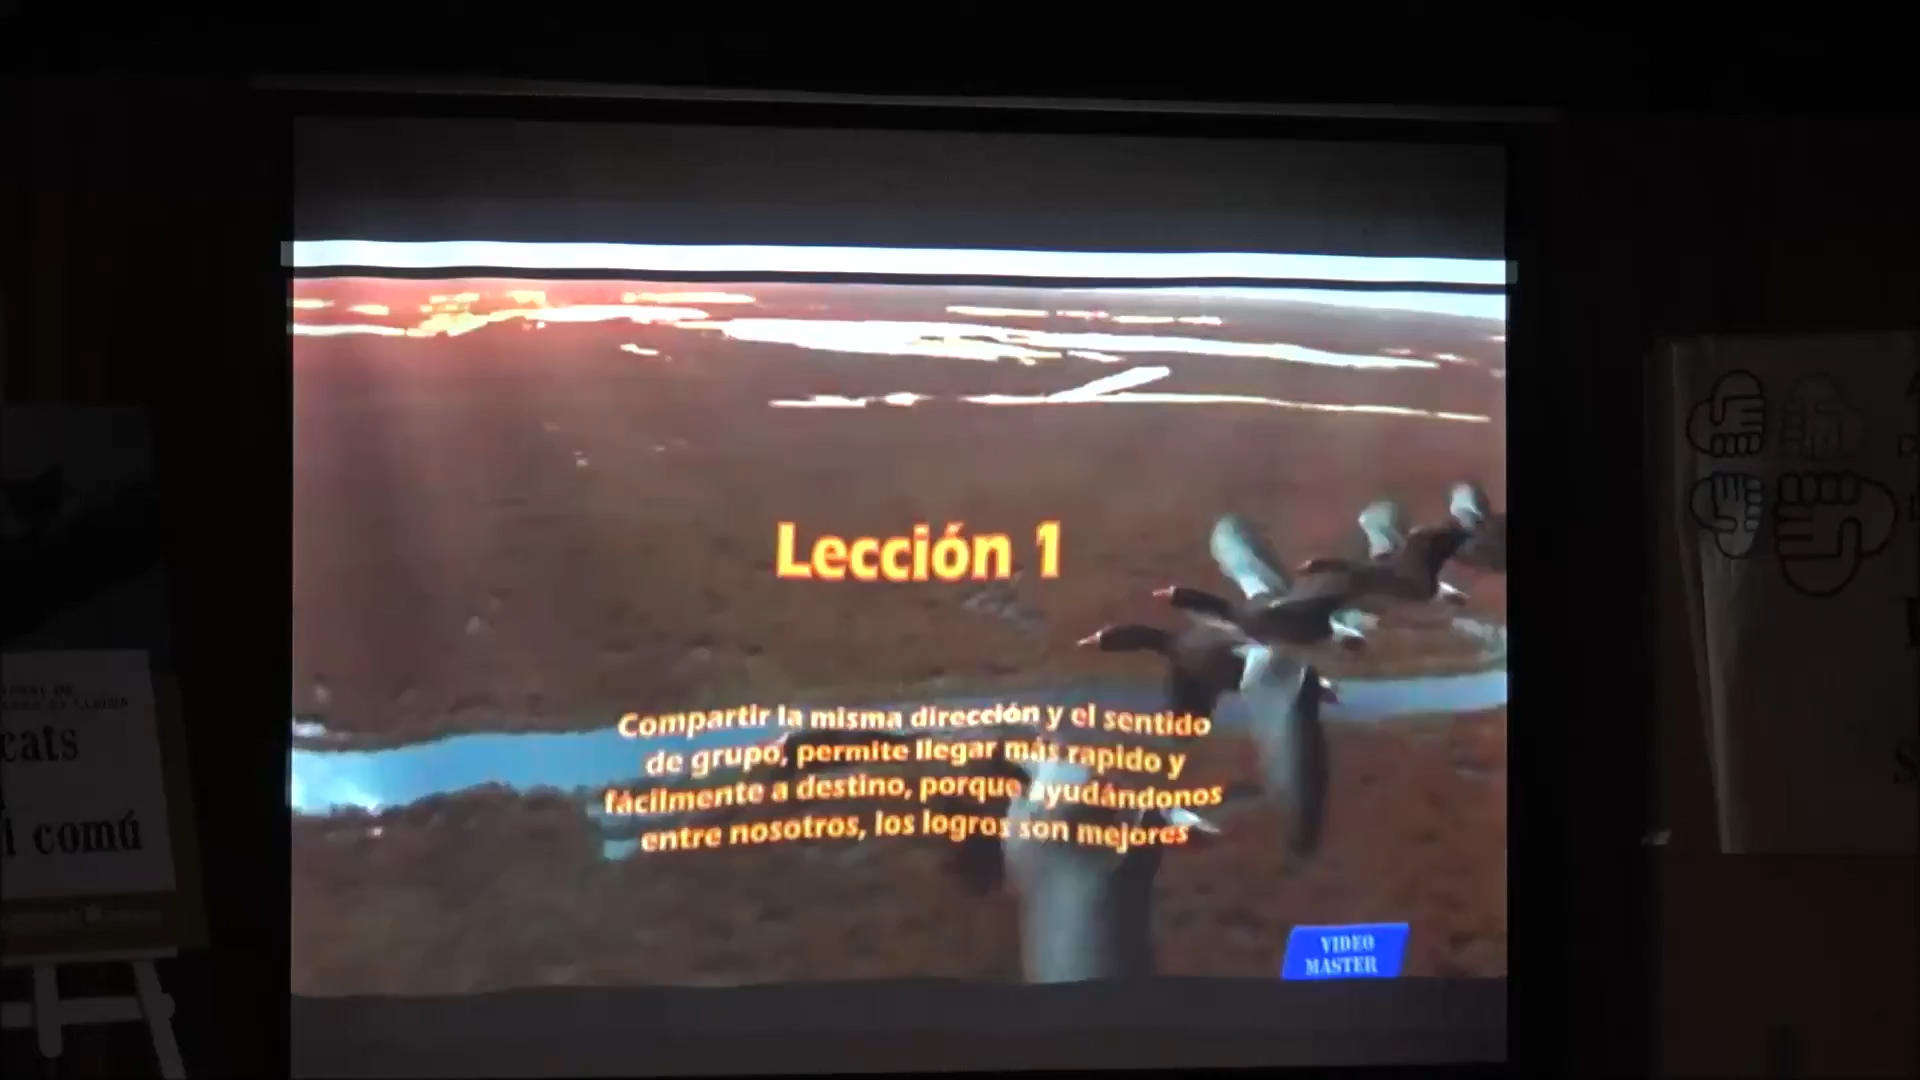 Lección 1
Compartir la misma dirección y el sentido
de grupo, permite llegar más rapido y
fácilmente a destino, porque ayudándonos
entre nosotros, los logros son mejores
VIDEO
MASTER
cats
i comú